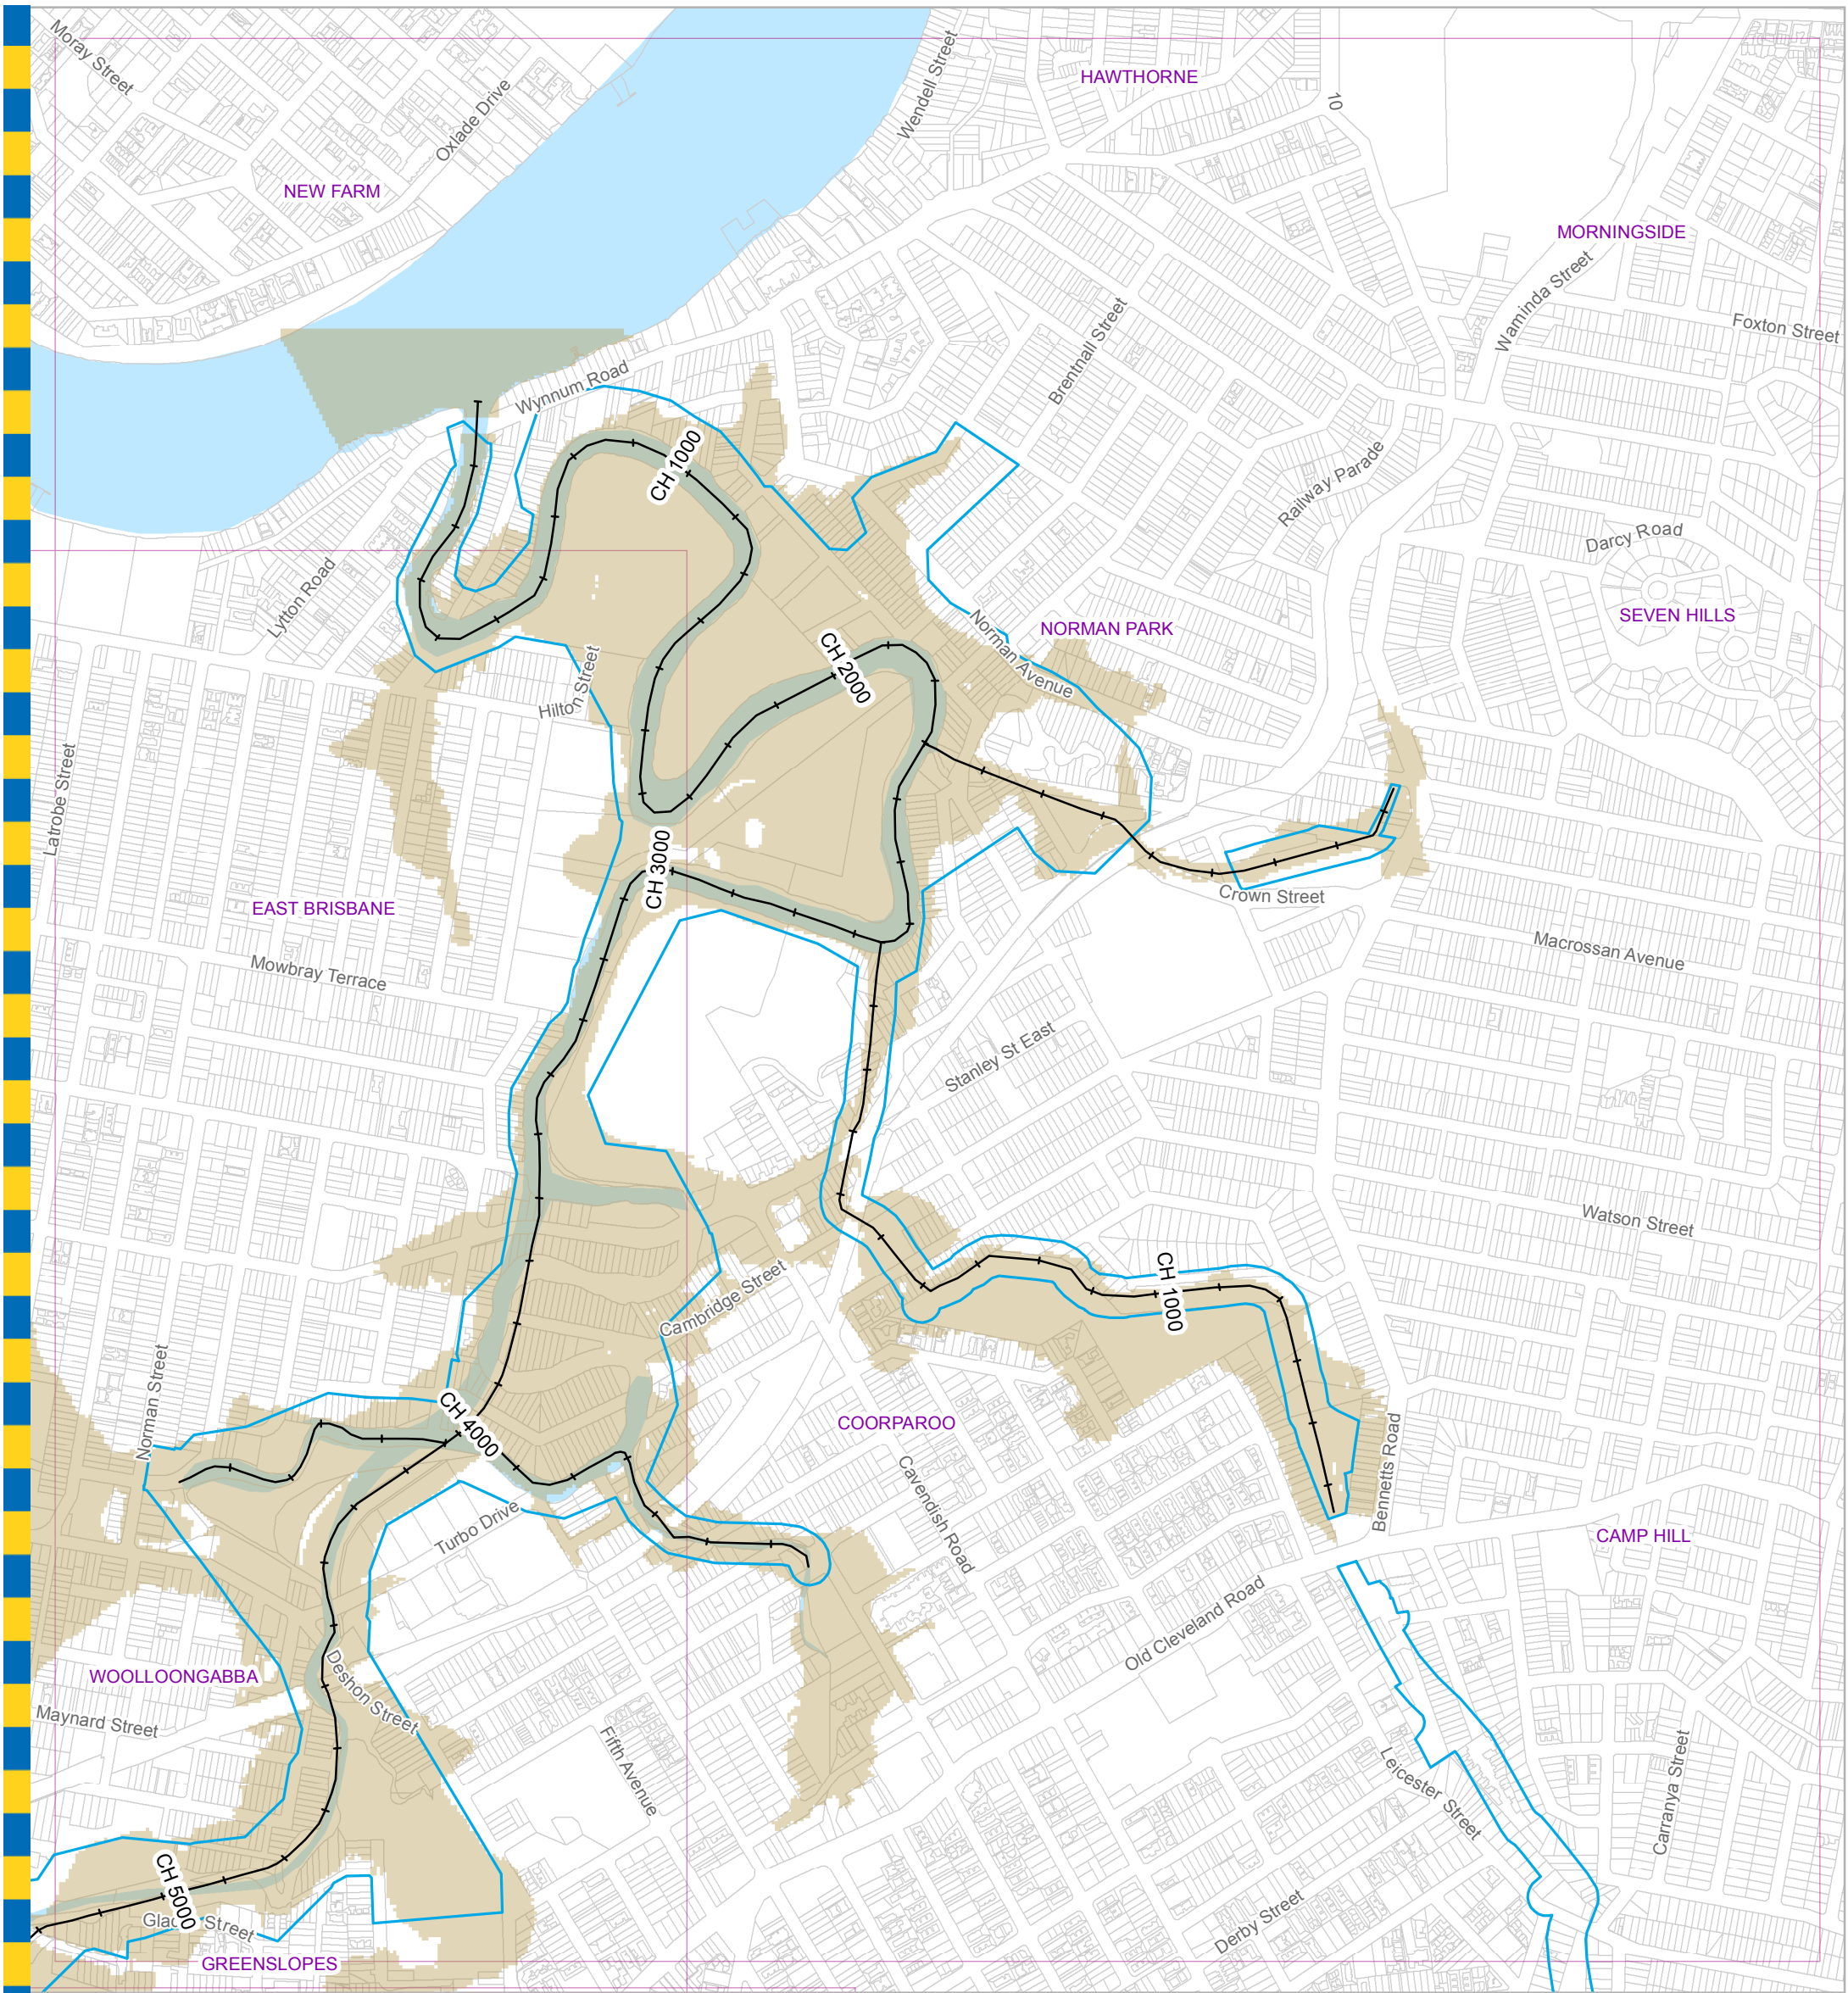 Moray Street
Oxlade Drive
Wendell Street
HAWTHORNE
10
NEW FARM
MORNINGSIDE
Waminda Street
Foxton Street
Brentnall Street
Wynnum Road
CH 1000
Railway Parade
Darcy Road
Lytton Road
SEVEN HILLS
NORMAN PARK
Norman Avenue
CH 2000
Hilton Street
Latrobe Street
CH 3000
Crown Street
EAST BRISBANE
Macrossan Avenue
Mowbray Terrace
Stanley St East
Watson Street
CH 1000
Cambridge Street
Norman Street
CH 4000
COORPAROO
Bennetts Road
Cavendish Road
Turbo Drive
CAMP HILL
Old Cleveland Road
WOOLLOONGABBA
Deshon Street
Maynard Street
Fifth Avenue
Leicester Street
Carranya Street
CH 5000
Street
Derby Street
GREENSLOPES